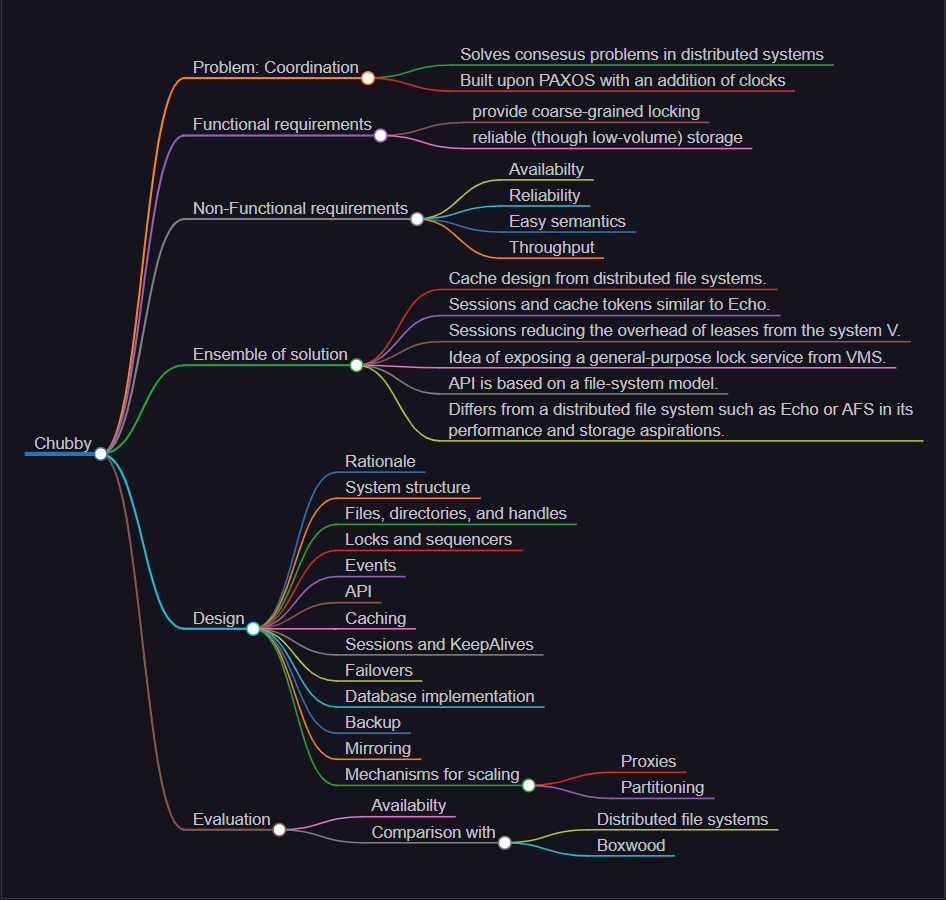 Chubby
Problem: Coordination
Solves consesus problems in distributed systems
Built upon PAXOS with an addition of clocks
Functional requirements
provide coarse-grained locking
reliable (though low-volume) storage
Non-Functional requirements
Availabilty
Reliability
Easy semantics
Throughput
Ensemble of solution
Cache design from distributed file systems.
Sessions and cache tokens similar to Echo.
Sessions reducing the overhead of leases from the system V.
Idea of exposing a general-purpose lock service from VMS.
API is based on a file-system model.
Differs from a distributed file system such as Echo or AFS in its
performance and storage aspirations.
Design
Rationale
System structure
Files, directories, and handles
Locks and sequencers
Events
API
Caching
Sessions and KeepAlives
Failovers
Database implementation
Backup
Mirroring
Mechanisms for scaling
Proxies
Partitioning
Evaluation
Availabilty
Comparison with
Distributed file systems
Boxwood